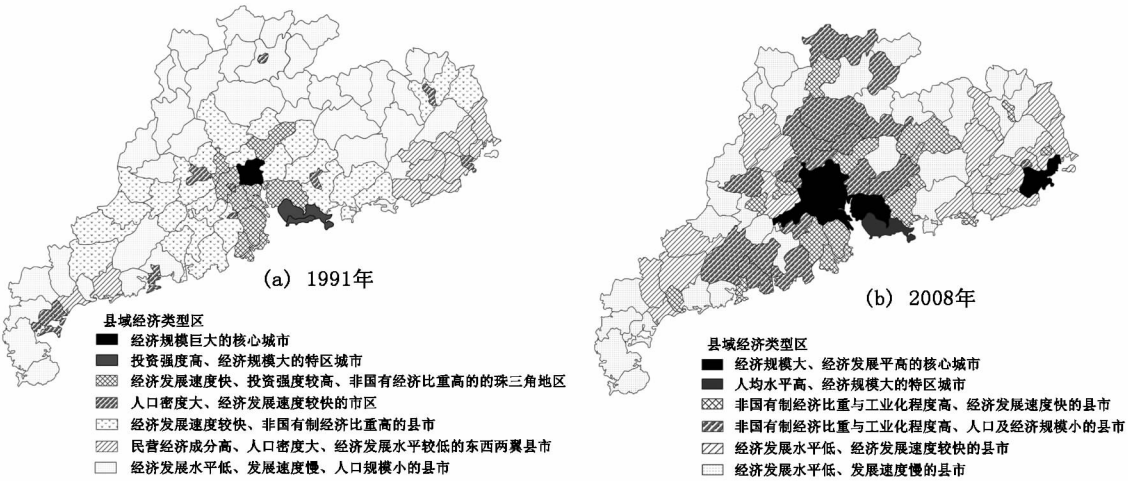 (a) 1991年
县域经济类型区
经济规模巨大的核心城市
投资强度高、经济规模大的特区城市
经济发展速度快、投资强度较高、非国有经济比重高的的珠三角地区
人口密度大、经济发展速度较快的市区
经济发展速度较快、非国有制经济比重高的县市
民营经济成分高、人口密度大、经济发展水平较低的东西两翼县市
经济发展水平低、发展速度慢、人口规模小的县市
(b) 2008年
县域经济类型区
经济规模大、经济发展平高的核心城市
人均水平高、经济规模大的特区城市
非国有制经济比重与工业化程度高、经济发展速度快的县市
非国有制经济比重与工业化程度高、人口及经济规模小的县市
经济发展水平低、经济发展速度较快的县市
经济发展水平低、发展速度慢的县市